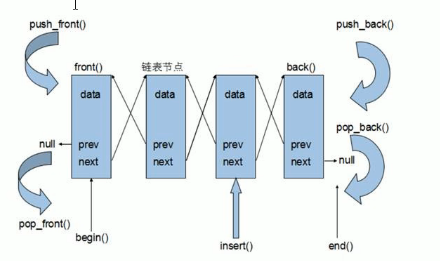 push_front()
push_back()
front()
链表节点
back()
data
data
data
data
pop_back()
null
prev
prev
prev
prev
next
next
next
next
null
pop_front()
begin()
insert()
end()